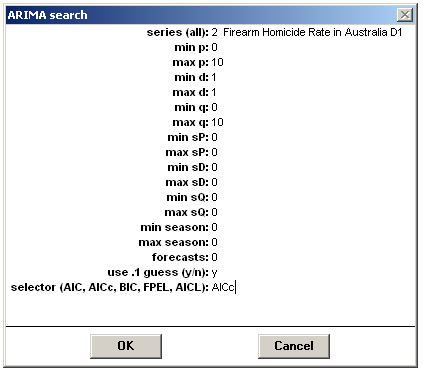 ARIMA search
series (all): 2 Firearm Homicide Rate in Australia D1
min p: 0
max p: 10
min d: 1
max d: 1
min q: 0
max q: 10
min sP: 0
max sP: 0
min sD: 0
max sD: 0
min sQ: 0
max sQ: 0
min season: 0
max season: 0
forecasts: 0
use .1 guess (y/n): y
selector (AIC, AICc, BIC, FPEL, AICL): AICc
OK Cancel